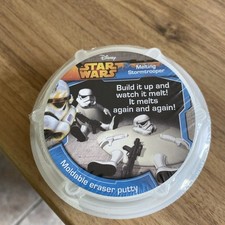 Disney
STAR
WARS
Melting
Stormtrooper
Build it up and
watch it melt!
It melts
again and again!
Moldable eraser putty